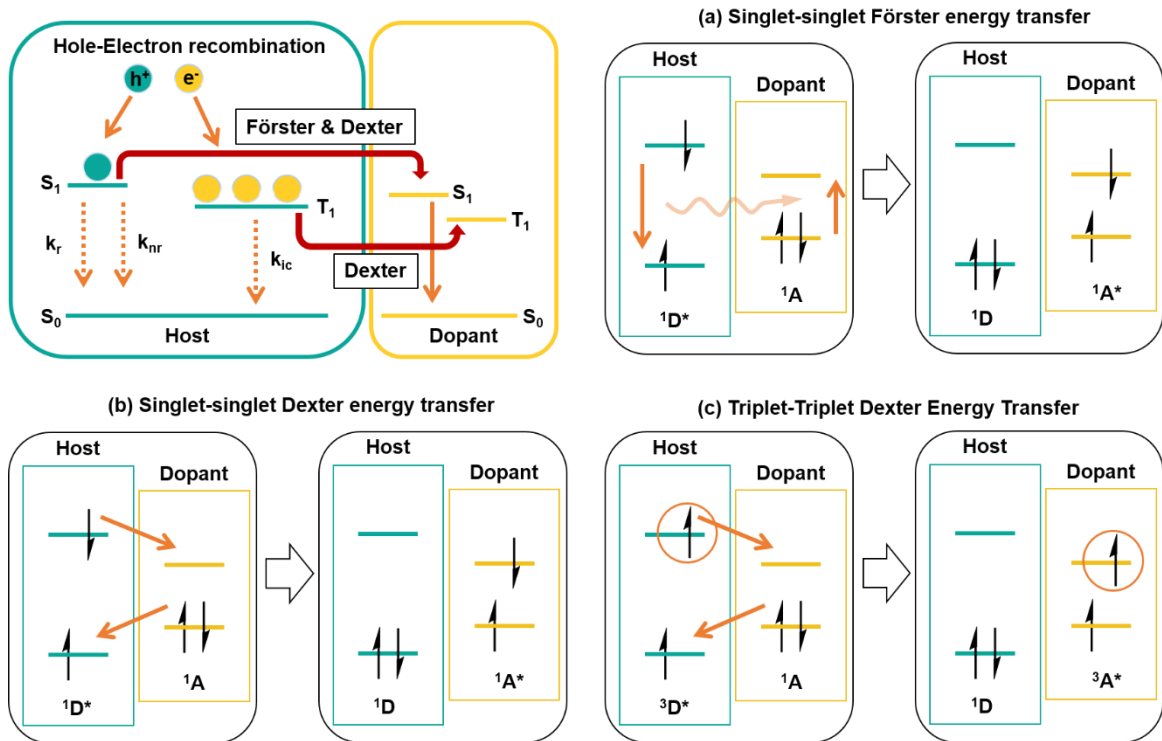 Hole-Electron recombination
h⁺
e⁻
Förster & Dexter
S₁
S₁
T₁
T₁
kᵣ
kₙᵣ
k_ic
Dexter
S₀
S₀
Host
Dopant
(a) Singlet-singlet Förster energy transfer
Host
Dopant
¹A
¹D*
Host
Dopant
¹A*
¹D
(b) Singlet-singlet Dexter energy transfer
Host
Dopant
¹A
¹D*
Host
Dopant
¹A*
¹D
(c) Triplet-Triplet Dexter Energy Transfer
Host
Dopant
¹A
³D*
Host
Dopant
³A*
¹D